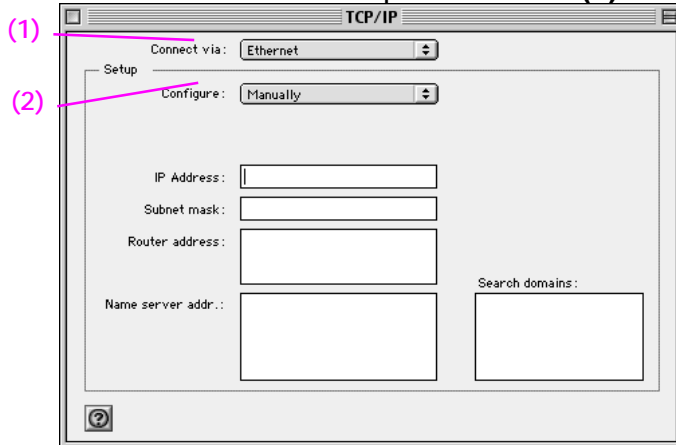 TCP/IP
(1)
Connect via:
Ethernet
Setup
(2)
Configure:
Manually
IP Address:
Subnet mask:
Router address:
Search domains:
Name server addr.:
?